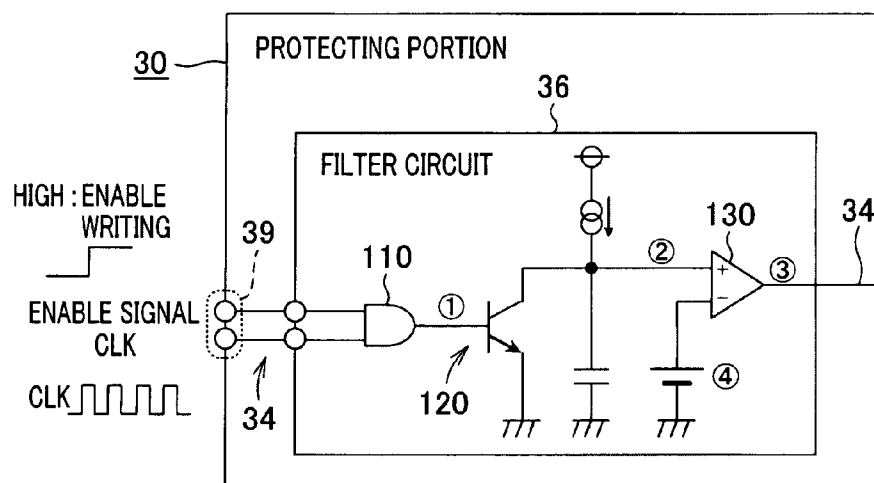 30
PROTECTING PORTION
36
FILTER CIRCUIT
HIGH : ENABLE
WRITING
39
110
130
①
②
③
34
+
−
ENABLE SIGNAL
CLK
④
CLK
34
120